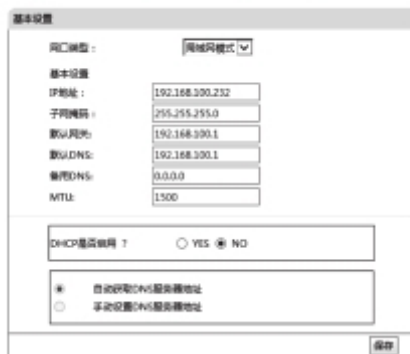 基本设置
网口类型： 局域网模式
基本设置
IP地址： 192.168.100.232
子网掩码： 255.255.255.0
默认网关: 192.168.100.1
默认DNS: 192.168.100.1
备用DNS: 0.0.0.0
MTU: 1500
DHCP是否启用 ？ YES NO
自动获取DNS服务器地址
手动设置DNS服务器地址
保存